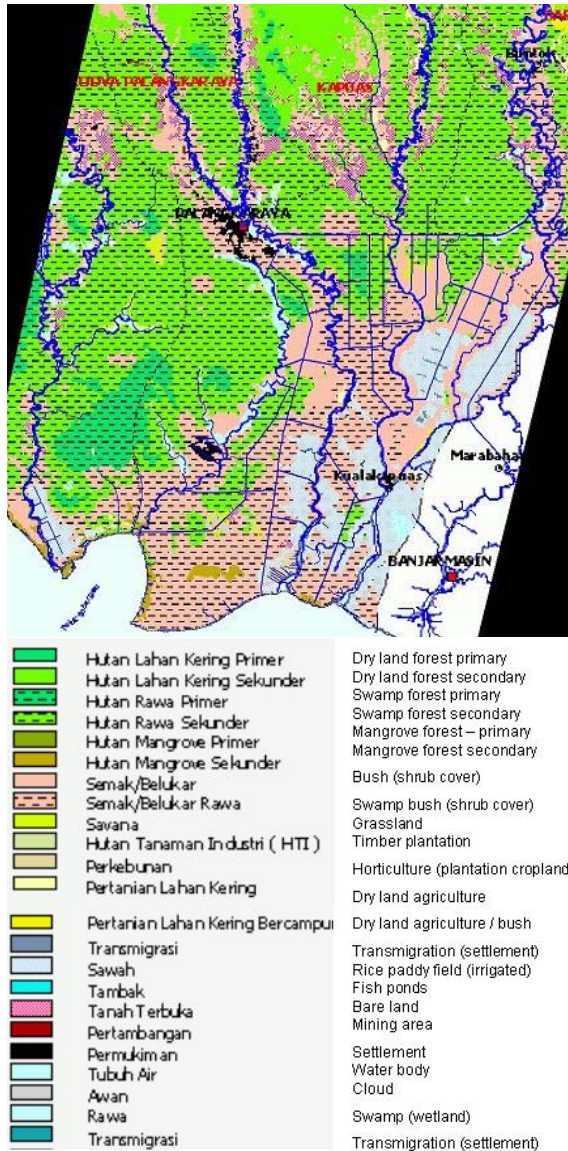 KAPUAS
Marabaha
BANJARMASIN
Hutan Lahan Kering Primer Dry land forest primary
Hutan Lahan Kering Sekunder Dry land forest secondary
Hutan Rawa Primer Swamp forest primary
Hutan Rawa Sekunder Swamp forest secondary
Hutan Mangrove Primer Mangrove forest – primary
Hutan Mangrove Sekunder Mangrove forest secondary
Semak/Belukar Bush (shrub cover)
Semak/Belukar Rawa Swamp bush (shrub cover)
Savana Grassland
Hutan Tanaman Industri ( HTI ) Timber plantation
Perkebunan Horticulture (plantation cropland
Pertanian Lahan Kering Dry land agriculture
Pertanian Lahan Kering Bercampur Dry land agriculture / bush
Transmigrasi Transmigration (settlement)
Sawah Rice paddy field (irrigated)
Tambak Fish ponds
Tanah Terbuka Bare land
Pertambangan Mining area
Permukiman Settlement
Tubuh Air Water body
Awan Cloud
Rawa Swamp (wetland)
Transmigrasi Transmigration (settlement)